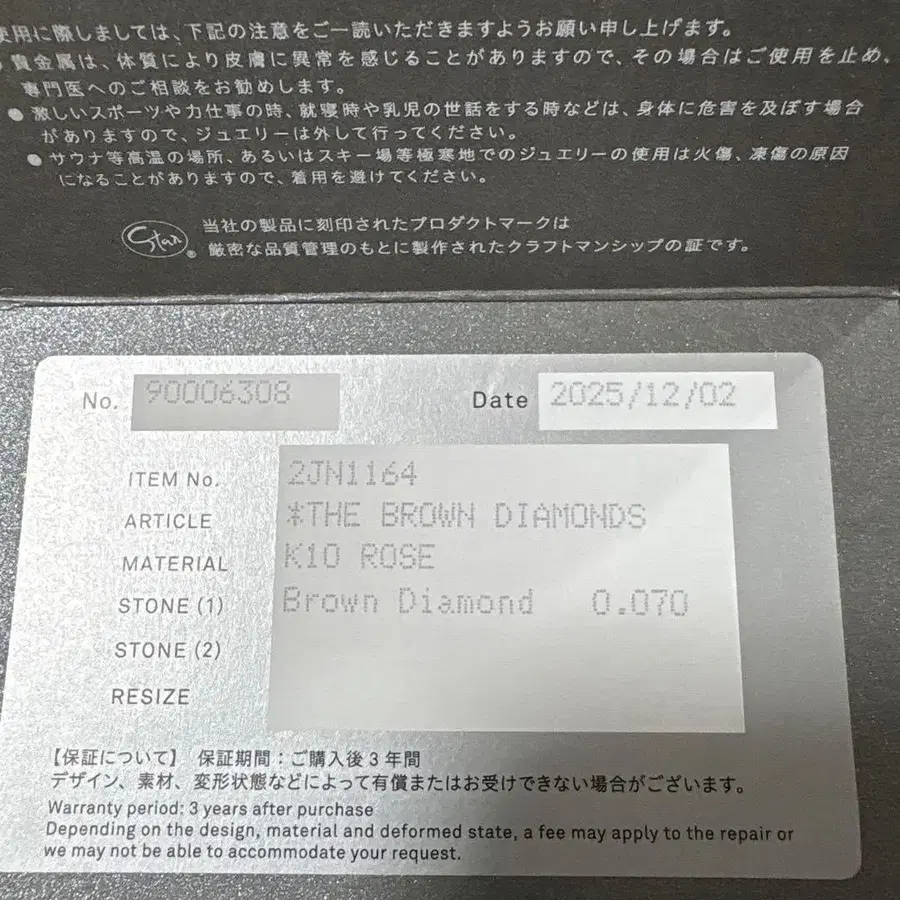 使用に際しましては、下記の注意をご一読いただきますようお願い申し上げます。
貴金属は、体質により皮膚に異常を感じることがありますので、その場合はご使用を止め、
専門医へのご相談をお勧めします。
● 激しいスポーツや力仕事の時、就寝時や乳児の世話をする時などは、身体に危害を及ぼす場合
がありますので、ジュエリーは外して行ってください。
● サウナ等高温の場所、あるいはスキー場等極寒地でのジュエリーの使用は火傷、凍傷の原因
になることがありますので、着用を避けてください。
Star ® 当社の製品に刻印されたプロダクトマークは
厳密な品質管理のもとに製作されたクラフトマンシップの証です。
No. 90006308 Date 2025/12/02
ITEM No. 2JN1164
ARTICLE *THE BROWN DIAMONDS
MATERIAL K10 ROSE
STONE (1) Brown Diamond 0.070
STONE (2)
RESIZE
【保証について】 保証期間：ご購入後3年間
デザイン、素材、変形状態などによって有償またはお受けできない場合がございます。
Warranty period: 3 years after purchase
Depending on the design, material and deformed state, a fee may apply to the repair or
we may not be able to accommodate your request.